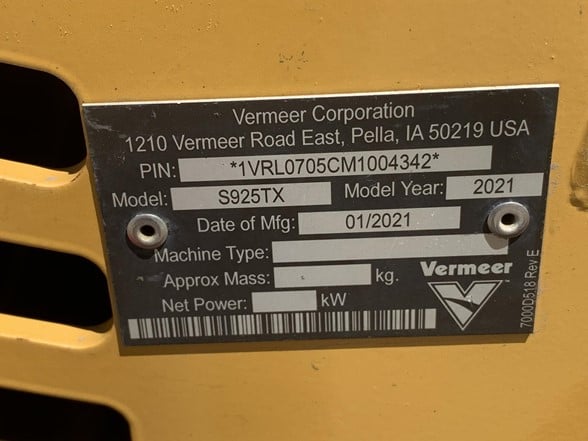 Vermeer Corporation
1210 Vermeer Road East, Pella, IA 50219 USA
PIN: *1VRL0705CM1004342*
Model: S925TX Model Year: 2021
Date of Mfg: 01/2021
Machine Type:
Approx Mass: kg.
Net Power: kW
Vermeer™
7000D518 Rev E